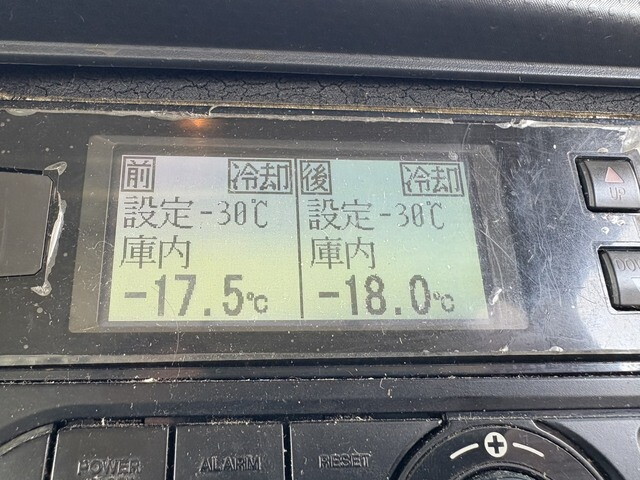 前 冷却 後 冷却
設定-30℃ 設定-30℃
庫内 庫内
-17.5℃ -18.0℃
UP
POWER ALARM RESET